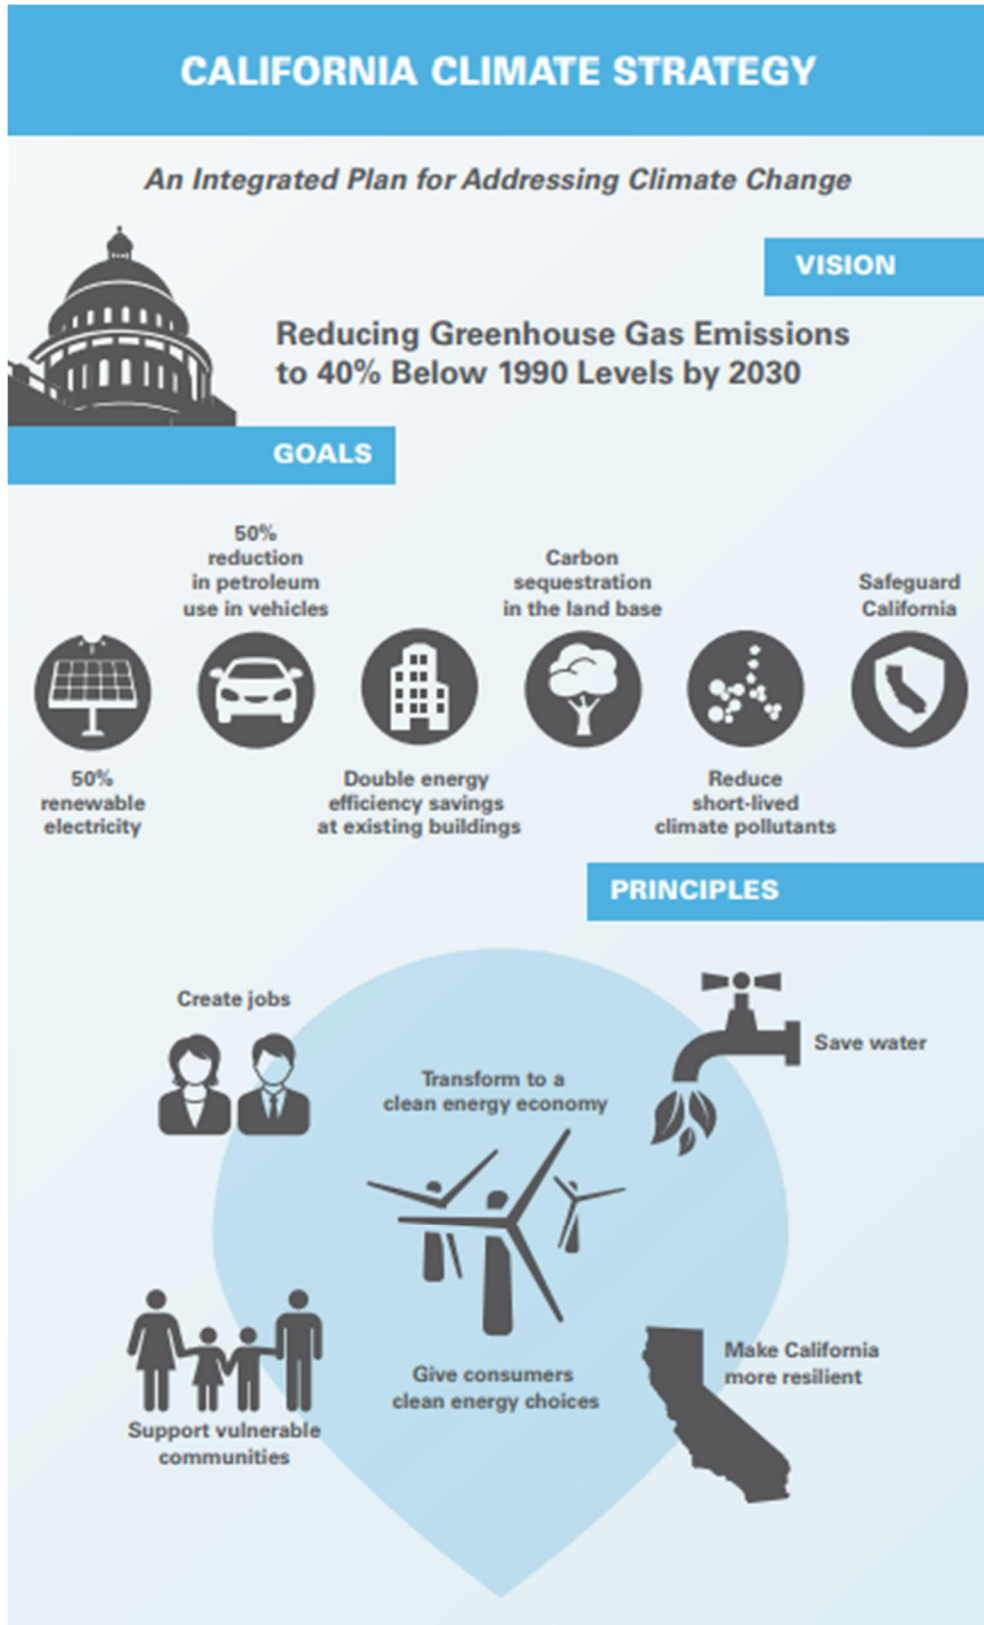 CALIFORNIA CLIMATE STRATEGY
An Integrated Plan for Addressing Climate Change
VISION
Reducing Greenhouse Gas Emissions
to 40% Below 1990 Levels by 2030
GOALS
50%
renewable
electricity
50%
reduction
in petroleum
use in vehicles
Double energy
efficiency savings
at existing buildings
Carbon
sequestration
in the land base
Reduce
short-lived
climate pollutants
Safeguard
California
PRINCIPLES
Create jobs
Transform to a
clean energy economy
Save water
Support vulnerable
communities
Give consumers
clean energy choices
Make California
more resilient